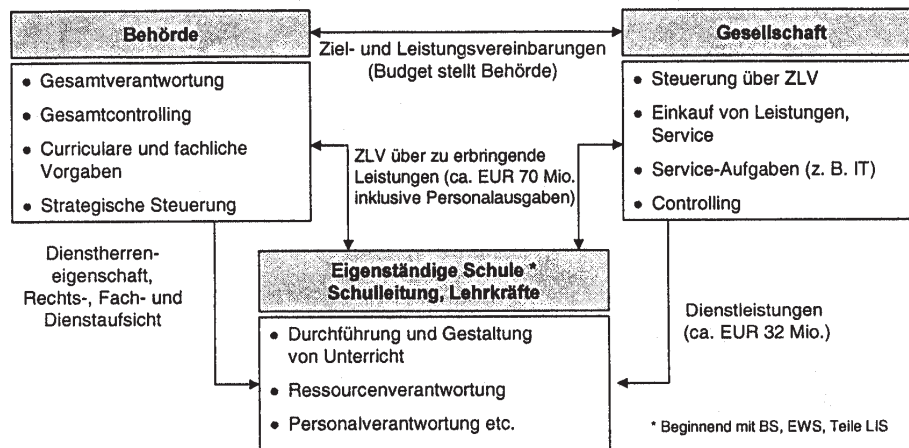 Behörde
Ziel- und Leistungsvereinbarungen
(Budget stellt Behörde)
Gesellschaft
• Gesamtverantwortung
• Gesamtcontrolling
• Curriculare und fachliche
Vorgaben
• Strategische Steuerung
ZLV über zu erbringende
Leistungen (ca. EUR 70 Mio.
inklusive Personalausgaben)
• Steuerung über ZLV
• Einkauf von Leistungen,
Service
• Service-Aufgaben (z. B. IT)
• Controlling
Dienstherren-
eigenschaft,
Rechts-, Fach- und
Dienstaufsicht
Eigenständige Schule *
Schulleitung, Lehrkräfte
• Durchführung und Gestaltung
von Unterricht
• Ressourcenverantwortung
• Personalverantwortung etc.
Dienstleistungen
(ca. EUR 32 Mio.)
* Beginnend mit BS, EWS, Teile LIS